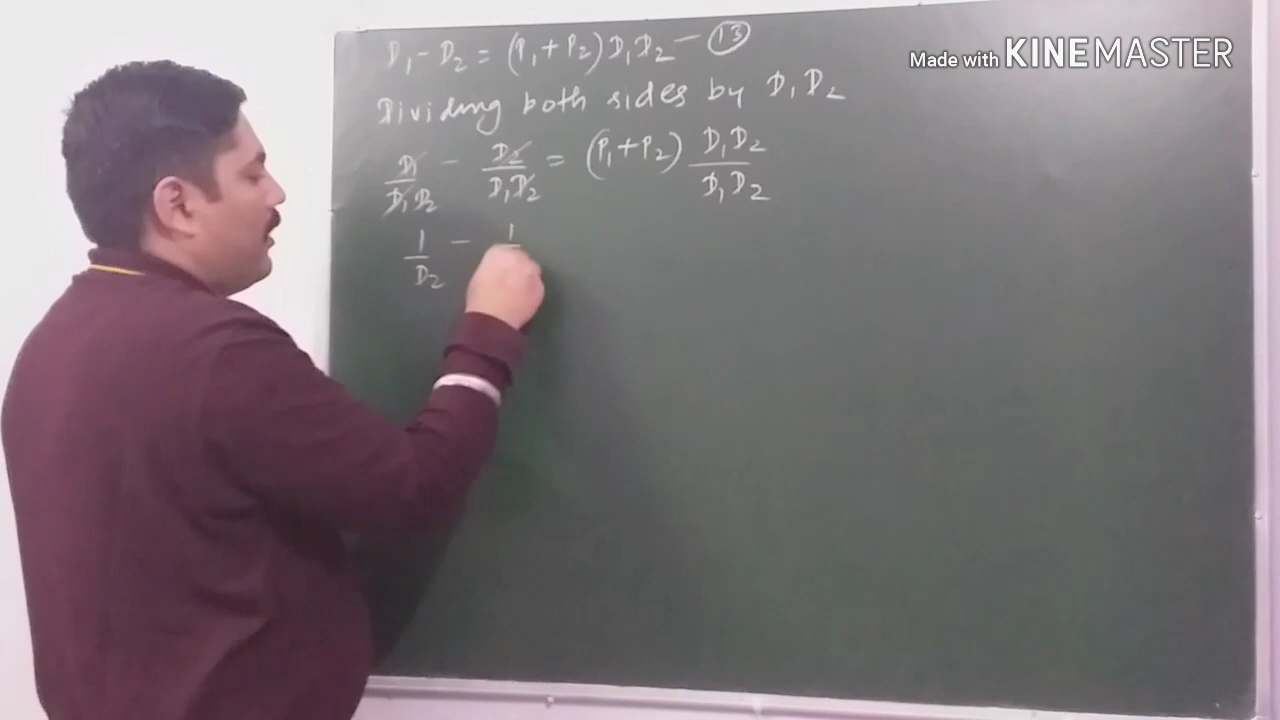 D₁ - D₂ = (P₁ + P₂) D₁D₂ — 13
Made with KINEMASTER
Dividing both sides by D₁D₂
D₁/D₁D₂ - D₂/D₁D₂ = (P₁ + P₂) D₁D₂/D₁D₂
1/D₂ - 1